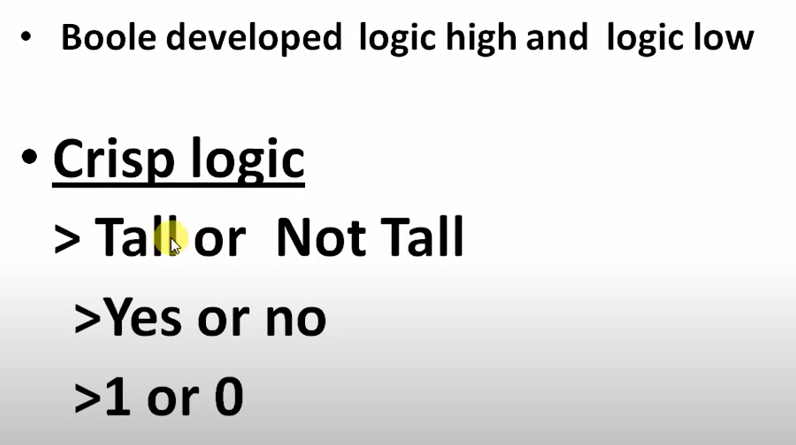 • Boole developed logic high and logic low
• Crisp logic
> Tall or Not Tall
>Yes or no
>1 or 0